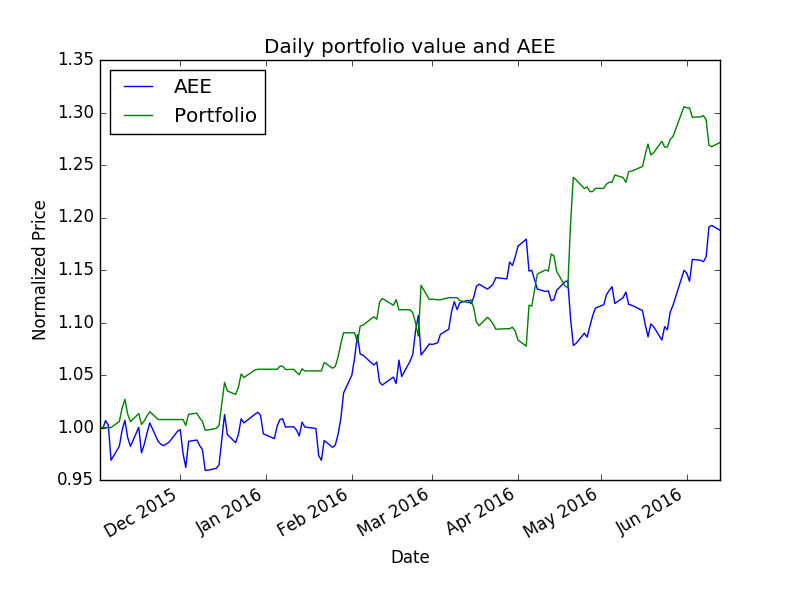 Daily portfolio value and AEE
AEE
Portfolio
1.35
1.30
1.25
1.20
1.15
1.10
1.05
1.00
0.95
Normalized Price
Dec 2015
Jan 2016
Feb 2016
Mar 2016
Apr 2016
May 2016
Jun 2016
Date